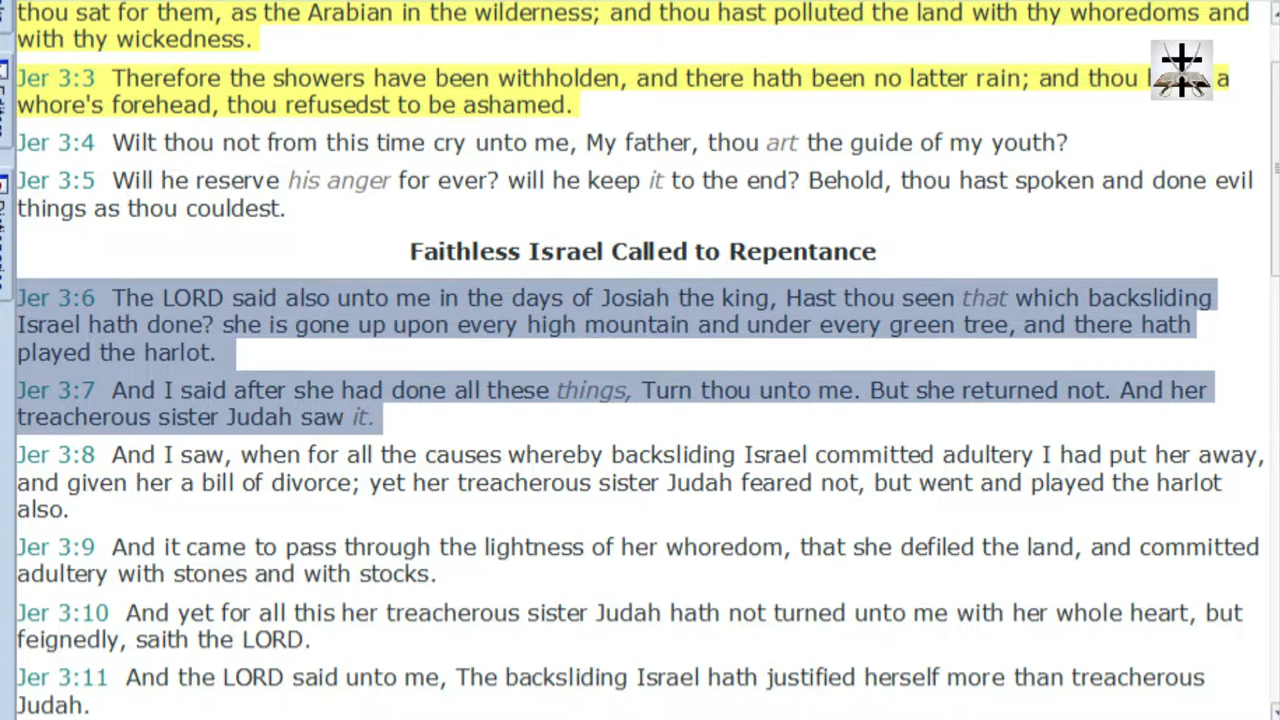 thou sat for them, as the Arabian in the wilderness; and thou hast polluted the land with thy whoredoms and
with thy wickedness.
Jer 3:3 Therefore the showers have been withholden, and there hath been no latter rain; and thou a
whore's forehead, thou refusedst to be ashamed.
Jer 3:4 Wilt thou not from this time cry unto me, My father, thou art the guide of my youth?
Jer 3:5 Will he reserve his anger for ever? will he keep it to the end? Behold, thou hast spoken and done evil
things as thou couldest.
Faithless Israel Called to Repentance
Jer 3:6 The LORD said also unto me in the days of Josiah the king, Hast thou seen that which backsliding
Israel hath done? she is gone up upon every high mountain and under every green tree, and there hath
played the harlot.
Jer 3:7 And I said after she had done all these things, Turn thou unto me. But she returned not. And her
treacherous sister Judah saw it.
Jer 3:8 And I saw, when for all the causes whereby backsliding Israel committed adultery I had put her away,
and given her a bill of divorce; yet her treacherous sister Judah feared not, but went and played the harlot
also.
Jer 3:9 And it came to pass through the lightness of her whoredom, that she defiled the land, and committed
adultery with stones and with stocks.
Jer 3:10 And yet for all this her treacherous sister Judah hath not turned unto me with her whole heart, but
feignedly, saith the LORD.
Jer 3:11 And the LORD said unto me, The backsliding Israel hath justified herself more than treacherous
Judah.